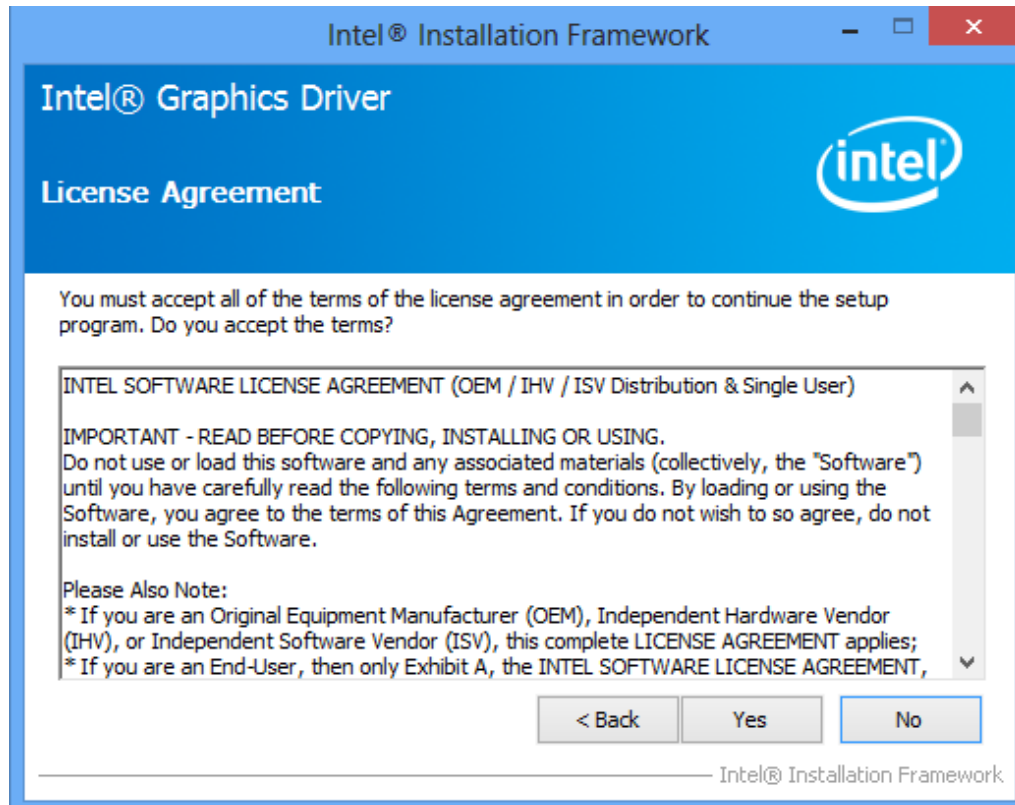 Intel® Installation Framework
Intel® Graphics Driver
intel
License Agreement
You must accept all of the terms of the license agreement in order to continue the setup
program. Do you accept the terms?
INTEL SOFTWARE LICENSE AGREEMENT (OEM / IHV / ISV Distribution & Single User)
IMPORTANT - READ BEFORE COPYING, INSTALLING OR USING.
Do not use or load this software and any associated materials (collectively, the "Software")
until you have carefully read the following terms and conditions. By loading or using the
Software, you agree to the terms of this Agreement. If you do not wish to so agree, do not
install or use the Software.
Please Also Note:
* If you are an Original Equipment Manufacturer (OEM), Independent Hardware Vendor
(IHV), or Independent Software Vendor (ISV), this complete LICENSE AGREEMENT applies;
* If you are an End-User, then only Exhibit A, the INTEL SOFTWARE LICENSE AGREEMENT,
< Back Yes No
Intel® Installation Framework